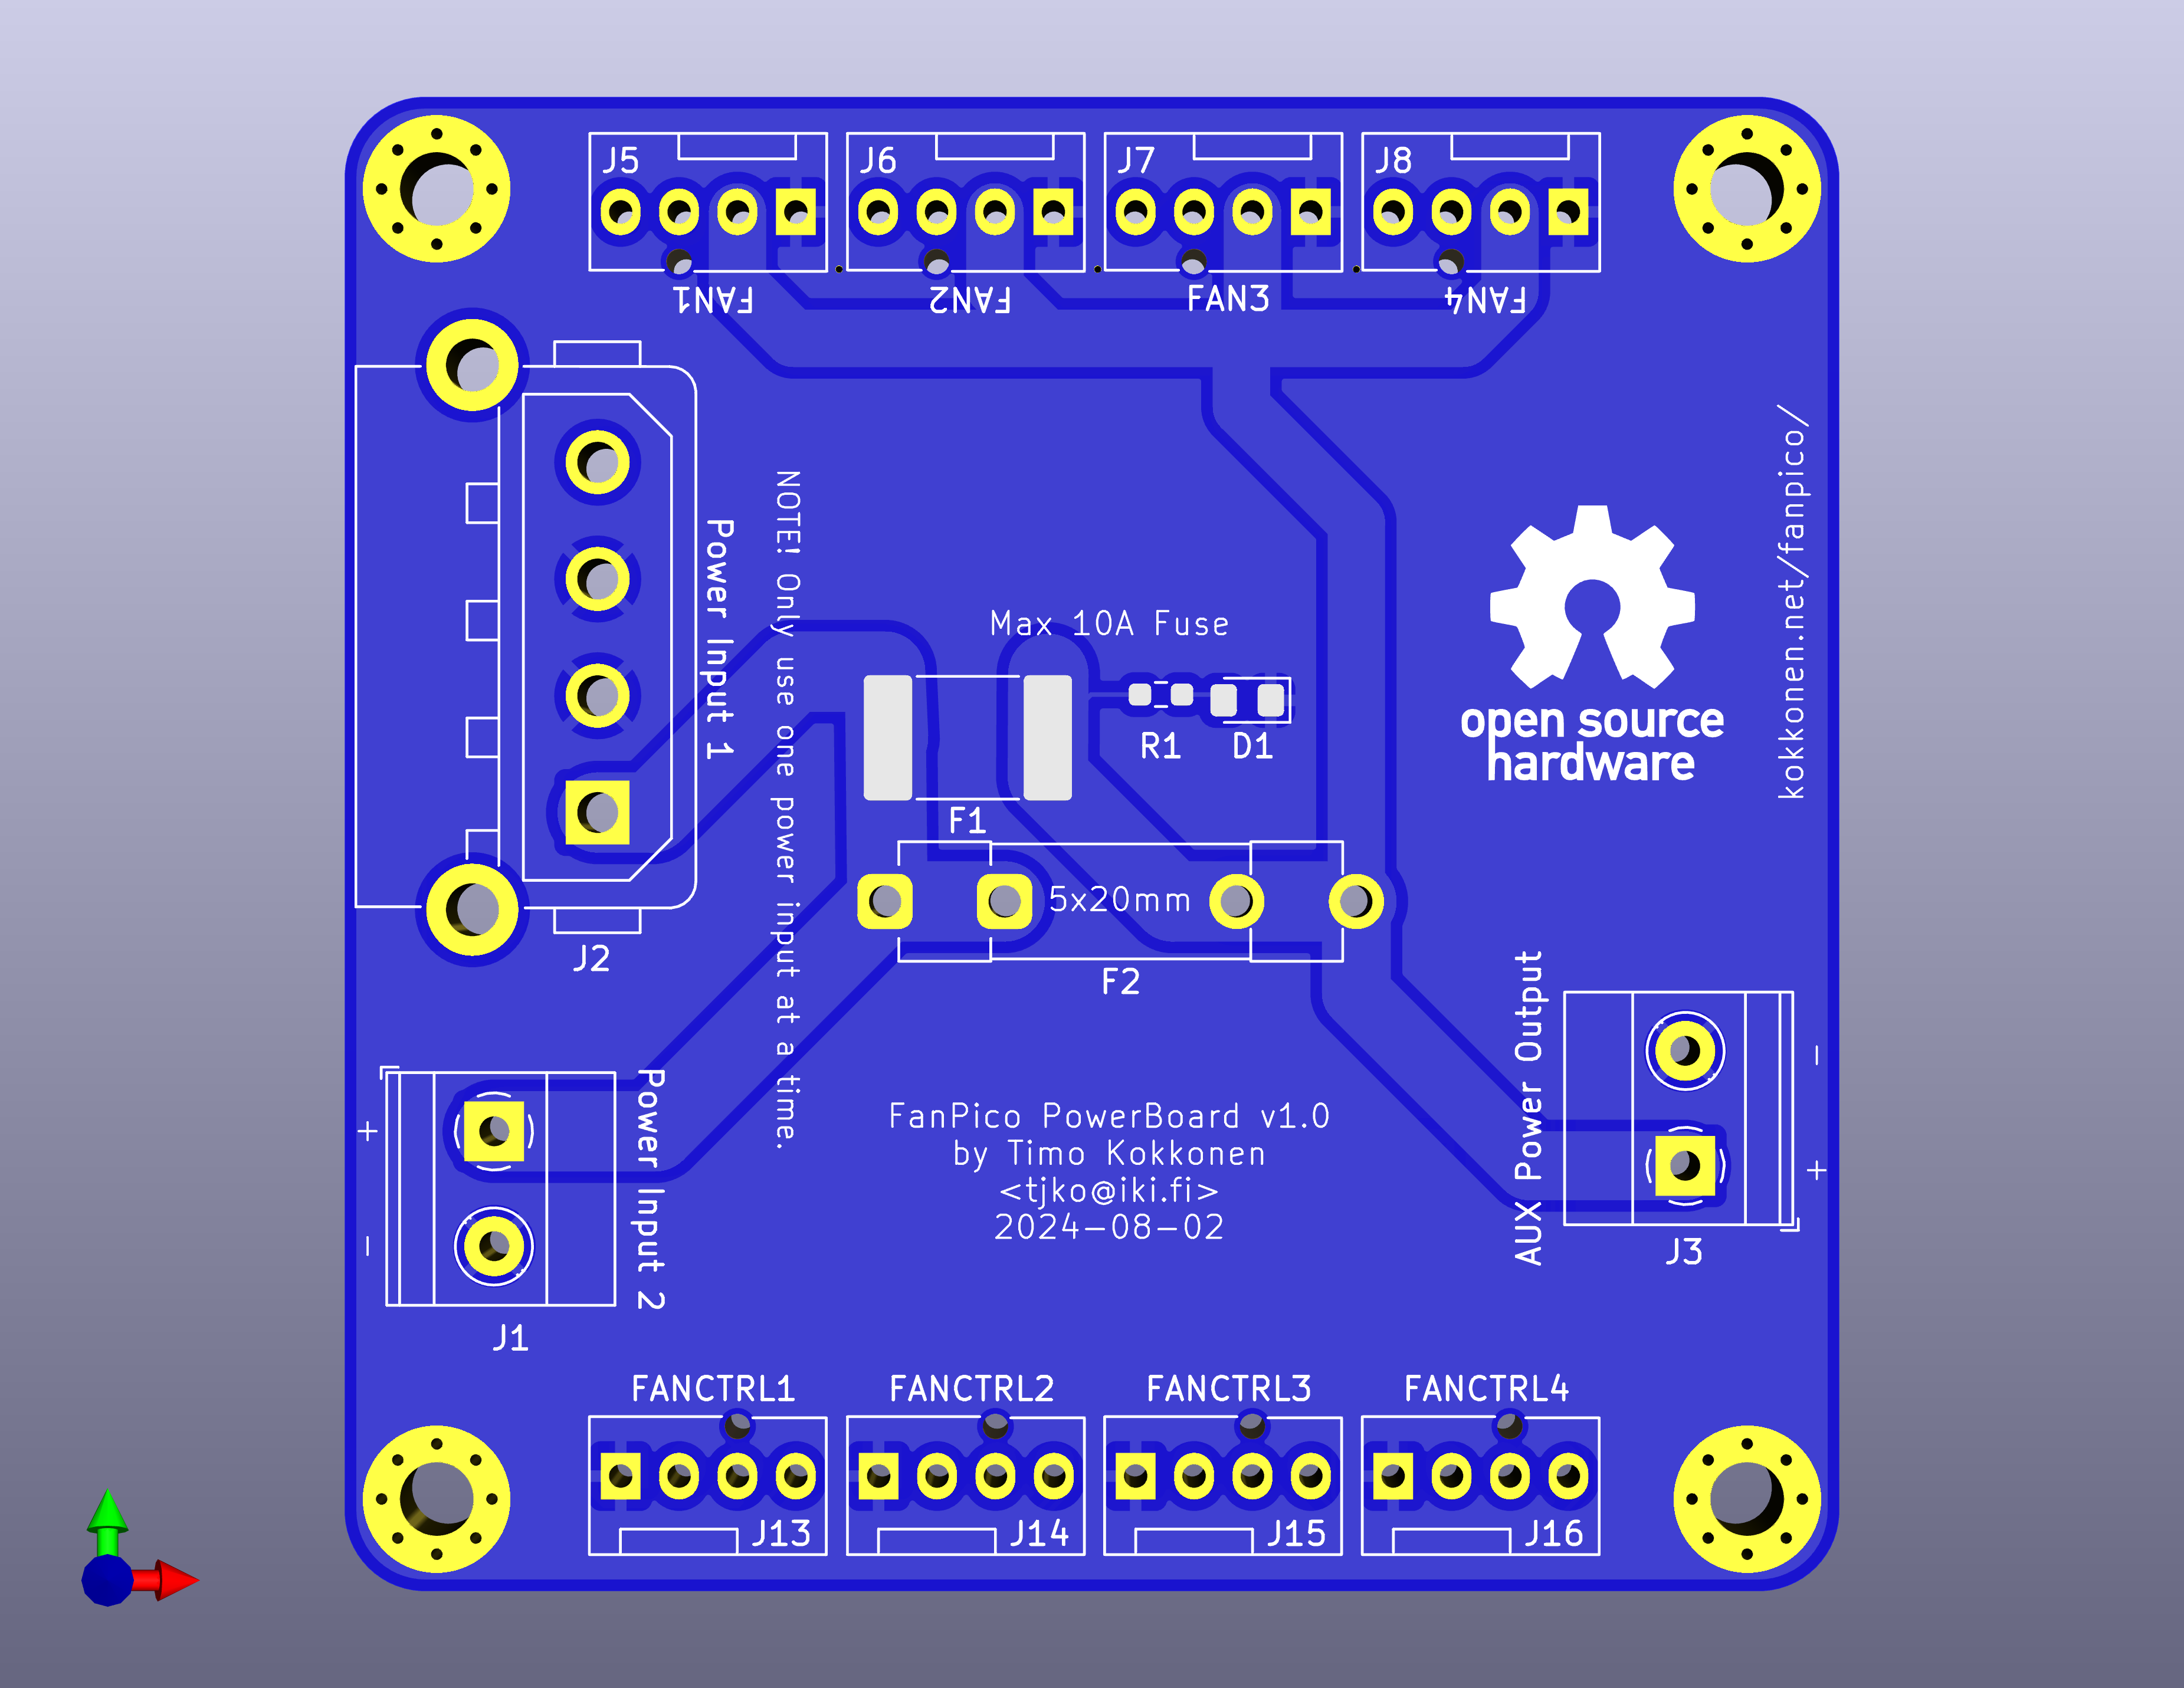 J5
J6
J7
J8
FAN1
FAN2
FAN3
FAN4
kokkonen.net/fanpico/
Power Input 1
NOTE! Only use one power input at a time.
Max 10A Fuse
R1
D1
open source
hardware
F1
5x20mm
F2
J2
AUX Power Output
-
+
J3
Power Input 2
+
-
J1
FanPico PowerBoard v1.0
by Timo Kokkonen
<tjko@iki.fi>
2024-08-02
FANCTRL1
FANCTRL2
FANCTRL3
FANCTRL4
J13
J14
J15
J16